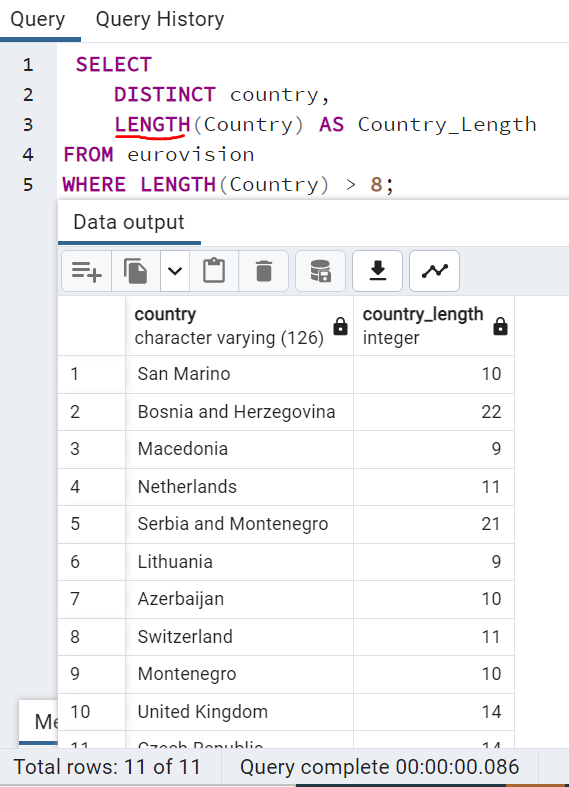 Query Query History
1 SELECT
2 DISTINCT country,
3 LENGTH(Country) AS Country_Length
4 FROM eurovision
5 WHERE LENGTH(Country) > 8;
Data output
country country_length
character varying (126) integer
1 San Marino 10
2 Bosnia and Herzegovina 22
3 Macedonia 9
4 Netherlands 11
5 Serbia and Montenegro 21
6 Lithuania 9
7 Azerbaijan 10
8 Switzerland 11
9 Montenegro 10
10 United Kingdom 14
11 Czech Republic 14
Me
Total rows: 11 of 11 Query complete 00:00:00.086